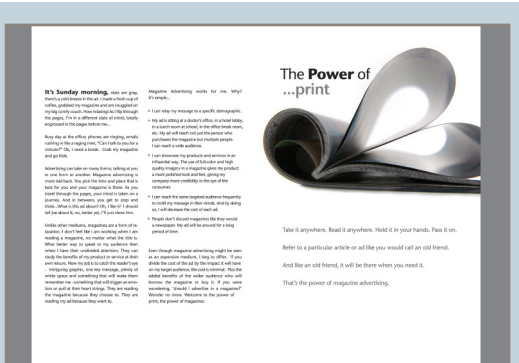 It's Sunday morning, skies are gray,
there's a cold breeze in the air. I made a fresh cup of
coffee, grabbed my magazine and am snuggled on
my big comfy couch. How relaxing! As I flip through
the pages, I'm in a different state of mind; totally
engrossed in the pages before me...
Busy day at the office; phones are ringing, emails
rushing in like a raging river, "Can I talk to you for a
minute?" Oh, I need a break. Grab my magazine
and go hide.
Advertising can take on many forms; talking at you
in one form or another. Magazine advertising is
more laid back. You pick the time and place that is
best for you and your magazine is there. As you
travel through the pages, your mind is taken on a
journey. And in between, you get to stop and
think...What is this ad about? Oh, I like it! I should
tell Joe about it; no, better yet, I'll just show him.
Unlike other mediums, magazines are a form of re-
laxation. I don't feel like I am working when I am
reading a magazine, no matter what the title is.
What better way to speak to my audience then
when I have their undivided attention. They can
study the benefits of my product or service at their
own leisure. Now my job is to catch the reader's eye
- intriguing graphic, one key message, plenty of
white space and something that will make them
remember me - something that will trigger an emo-
tion or pull at their heart strings. They are reading
the magazine because they choose to. They are
reading my ad because they want to.
Magazine Advertising works for me. Why?
It's simple...
• I can relay my message to a specific demographic.
• My ad is sitting at a doctor's office, in a hotel lobby,
in a lunch room at school, in the office break room,
etc. My ad will reach not just the person who
purchased the magazine but multiple people.
I can reach a wide audience.
• I can showcase my products and services in an
influential way. The use of full-color and high
quality imagery in a magazine gives my product
a more polished look and feel, giving my
company more credibility in the eye of the
consumer.
• I can reach the same targeted audience frequently
to instill my message in their minds. And by doing
so, I will decrease the cost of each ad.
• People don't discard magazines like they would
a newspaper. My ad will be around for a long
period of time.
Even though magazine advertising might be seen
as an expensive medium, I beg to differ. If you
divide the cost of the ad by the impact it will have
on my target audience, the cost is minimal. Plus the
added benefits of the wider audience who will
borrow the magazine or buy it. If you were
wondering, "should I advertise in a magazine?"
Wonder no more. Welcome to the power of
print; the power of magazines.
The Power of
...print
Take it anywhere. Read it anywhere. Hold it in your hands. Pass it on.
Refer to a particular article or ad like you would call an old friend.
And like an old friend, it will be there when you need it.
That's the power of magazine advertising.